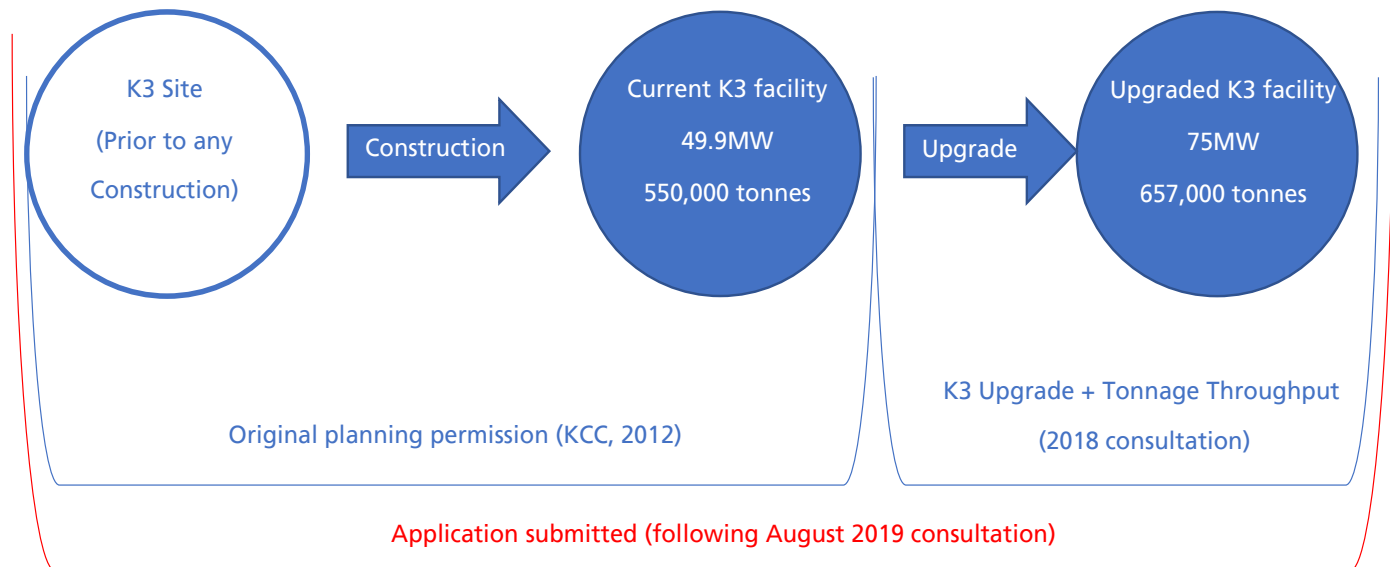 K3 Site
(Prior to any
Construction)
Construction
Current K3 facility
49.9MW
550,000 tonnes
Upgrade
Upgraded K3 facility
75MW
657,000 tonnes
Original planning permission (KCC, 2012)
K3 Upgrade + Tonnage Throughput
(2018 consultation)
Application submitted (following August 2019 consultation)